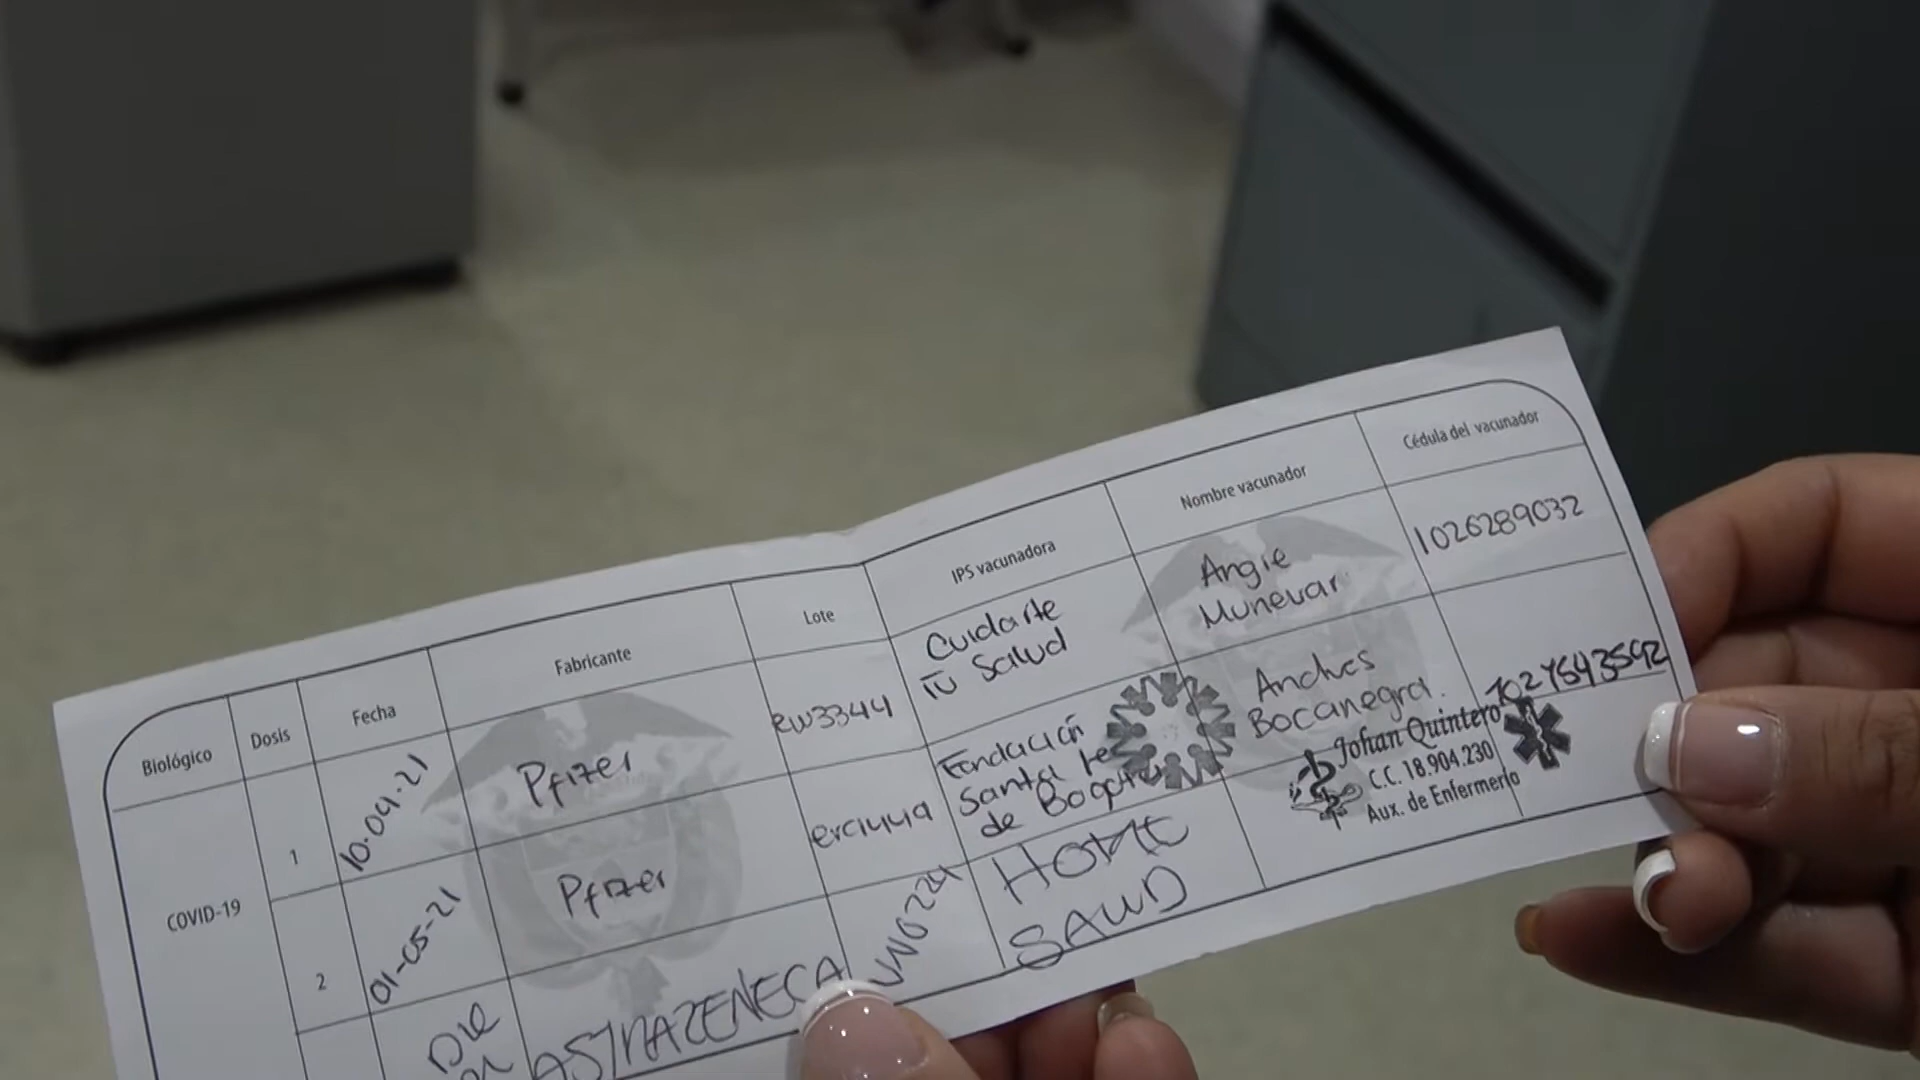 Biológico Dosis Fecha Fabricante Lote IPS vacunadora Nombre vacunador Cédula del vacunador
COVID-19
1 10-04-21 Pfizer EW3344 Cuidarte
Tu Salud
Angie
Munevar
1026289032
2 01-05-21 Pfizer Fundación
Santa Fe
de Bogotá
Bocanegra.
Johan Quintero
C.C. 18.904.230
Aux. de Enfermería
ASTRAZENECA
HOME
SALUD